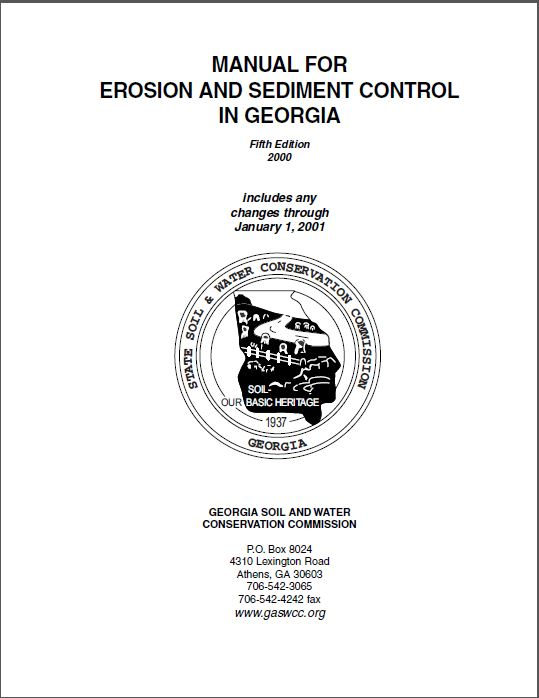 MANUAL FOR
EROSION AND SEDIMENT CONTROL
IN GEORGIA
Fifth Edition
2000
includes any
changes through
January 1, 2001
STATE SOIL & WATER CONSERVATION COMMISSION
SOIL-
OUR BASIC HERITAGE
1937
GEORGIA
GEORGIA SOIL AND WATER
CONSERVATION COMMISSION
P.O. Box 8024
4310 Lexington Road
Athens, GA 30603
706-542-3065
706-542-4242 fax
www.gaswcc.org